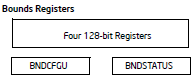 Bounds Registers
Four 128-bit Registers
BNDCFGU BNDSTATUS